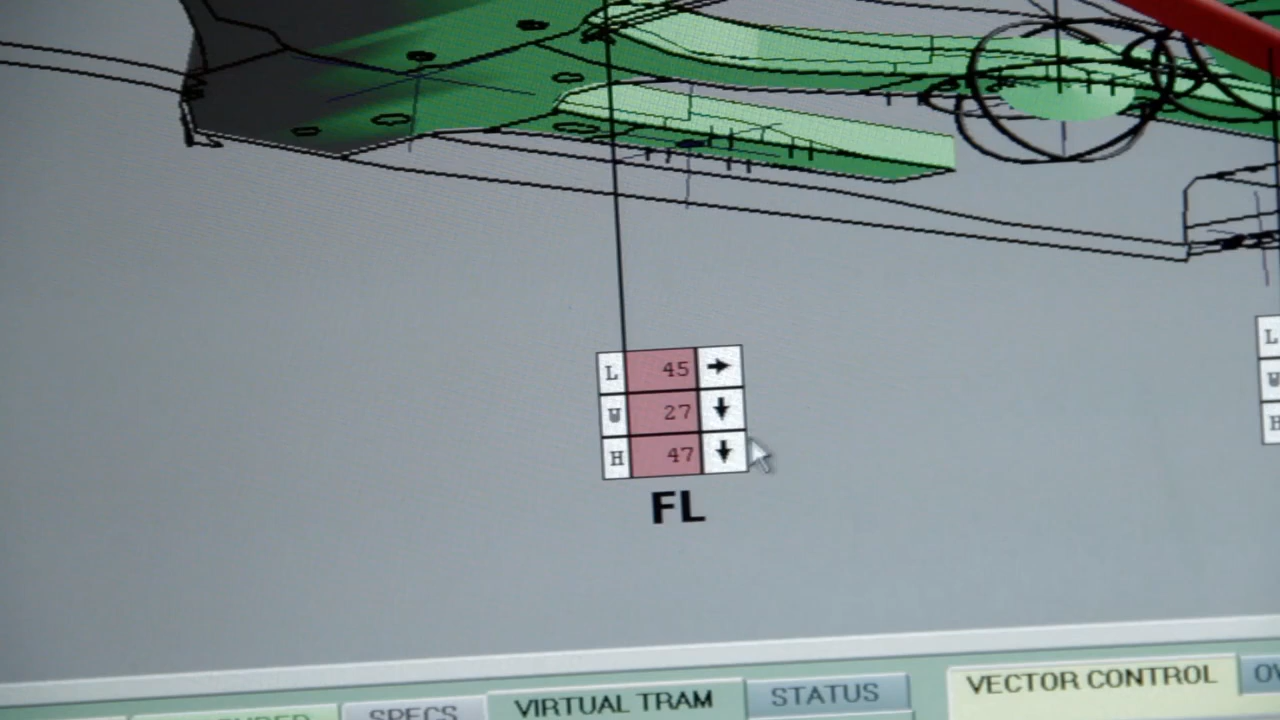 L 45 →
W 27 ↓
H 47 ↓
FL
L
W
H
SPECS VIRTUAL TRAM STATUS VECTOR CONTROL